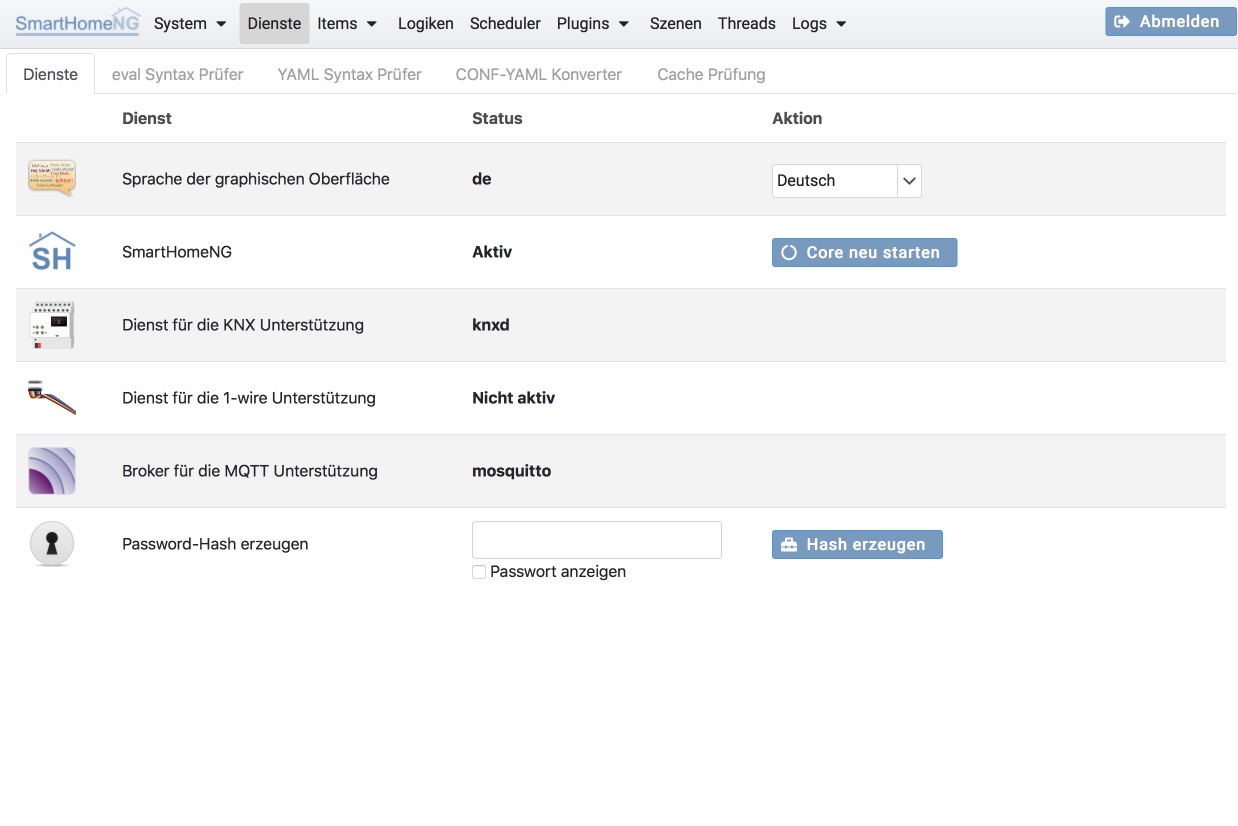 SmartHomeNG System Dienste Items Logiken Scheduler Plugins Szenen Threads Logs Abmelden
Dienste eval Syntax Prüfer YAML Syntax Prüfer CONF-YAML Konverter Cache Prüfung
Dienst Status Aktion
Sprache der graphischen Oberfläche de Deutsch
SH SmartHomeNG Aktiv Core neu starten
Dienst für die KNX Unterstützung knxd
Dienst für die 1-wire Unterstützung Nicht aktiv
Broker für die MQTT Unterstützung mosquitto
Password-Hash erzeugen Hash erzeugen
Passwort anzeigen